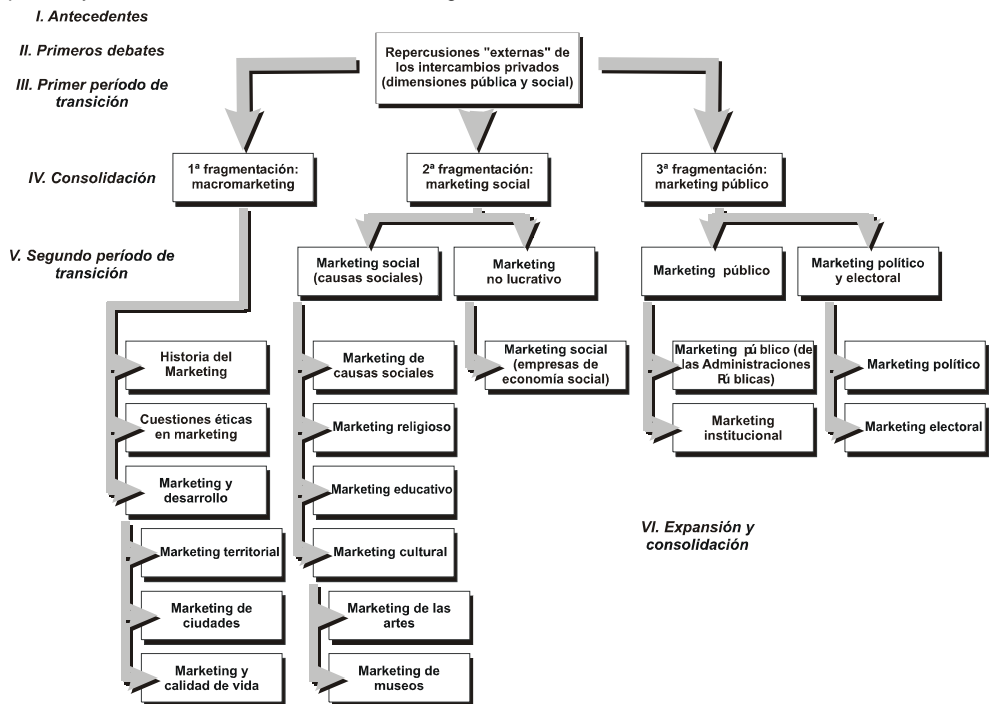 I. Antecedentes
II. Primeros debates
III. Primer período de
transición
Repercusiones "externas" de
los intercambios privados
(dimensiones pública y social)
IV. Consolidación
1ª fragmentación:
macromarketing
2ª fragmentación:
marketing social
3ª fragmentación:
marketing público
V. Segundo período de
transición
Marketing social
(causas sociales)
Marketing
no lucrativo
Marketing público
Marketing político
y electoral
Historia del
Marketing
Cuestiones éticas
en marketing
Marketing y
desarrollo
Marketing territorial
Marketing de
ciudades
Marketing y
calidad de vida
Marketing de
causas sociales
Marketing religioso
Marketing educativo
Marketing cultural
Marketing de las
artes
Marketing de
museos
Marketing social
(empresas de
economía social)
Marketing público (de
las Administraciones
Públicas)
Marketing
institucional
Marketing político
Marketing electoral
VI. Expansión y
consolidación